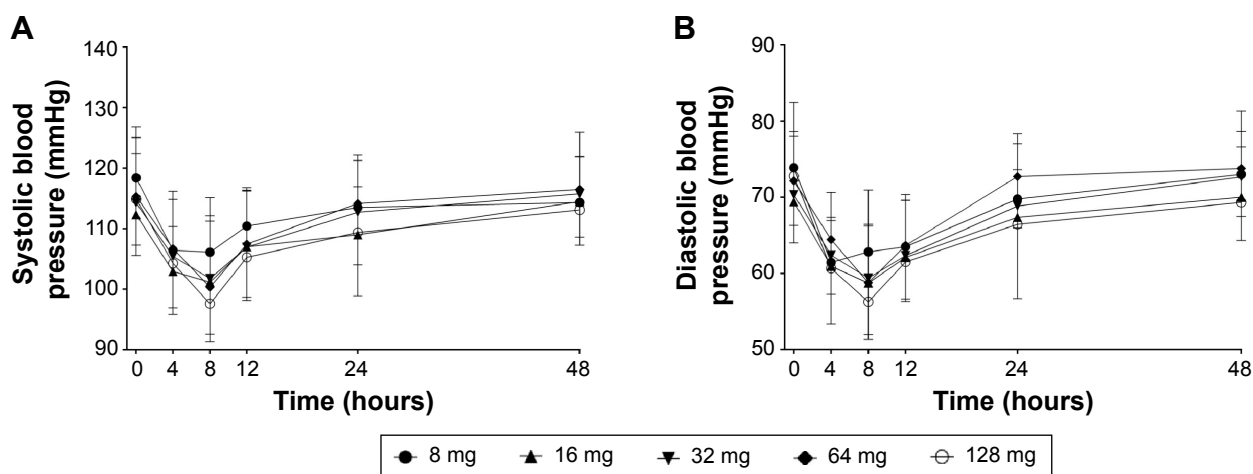 A
Systolic blood
pressure (mmHg)
140
130
120
110
100
90
0 4 8 12 24 48
Time (hours)
B
Diastolic blood
pressure (mmHg)
90
80
70
60
50
0 4 8 12 24 48
Time (hours)
8 mg 16 mg 32 mg 64 mg 128 mg